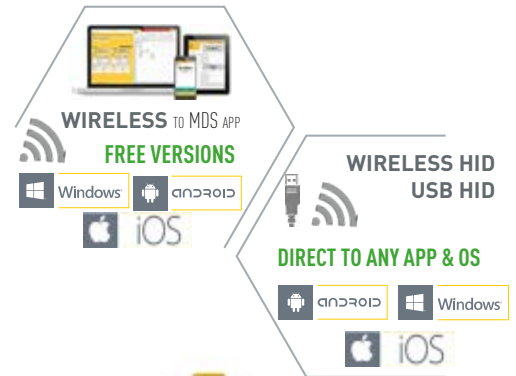 WIRELESS TO MDS APP
FREE VERSIONS
Windows
ANDROID
iOS
WIRELESS HID
USB HID
DIRECT TO ANY APP & OS
ANDROID
Windows
iOS